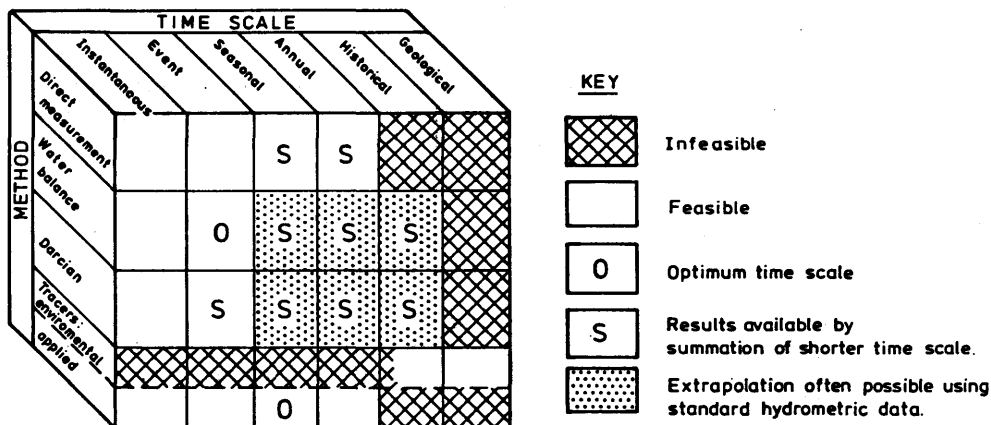 TIME SCALE
Instantaneous
Event
Seasonal
Annual
Historical
Geological
METHOD
Direct
measurement
Water
balance
Darcian
Tracers:
enviromental
applied
S S
O S S S
S S S S
O
KEY
Infeasible
Feasible
O Optimum time scale
S Results available by
summation of shorter time scale.
Extrapolation often possible using
standard hydrometric data.